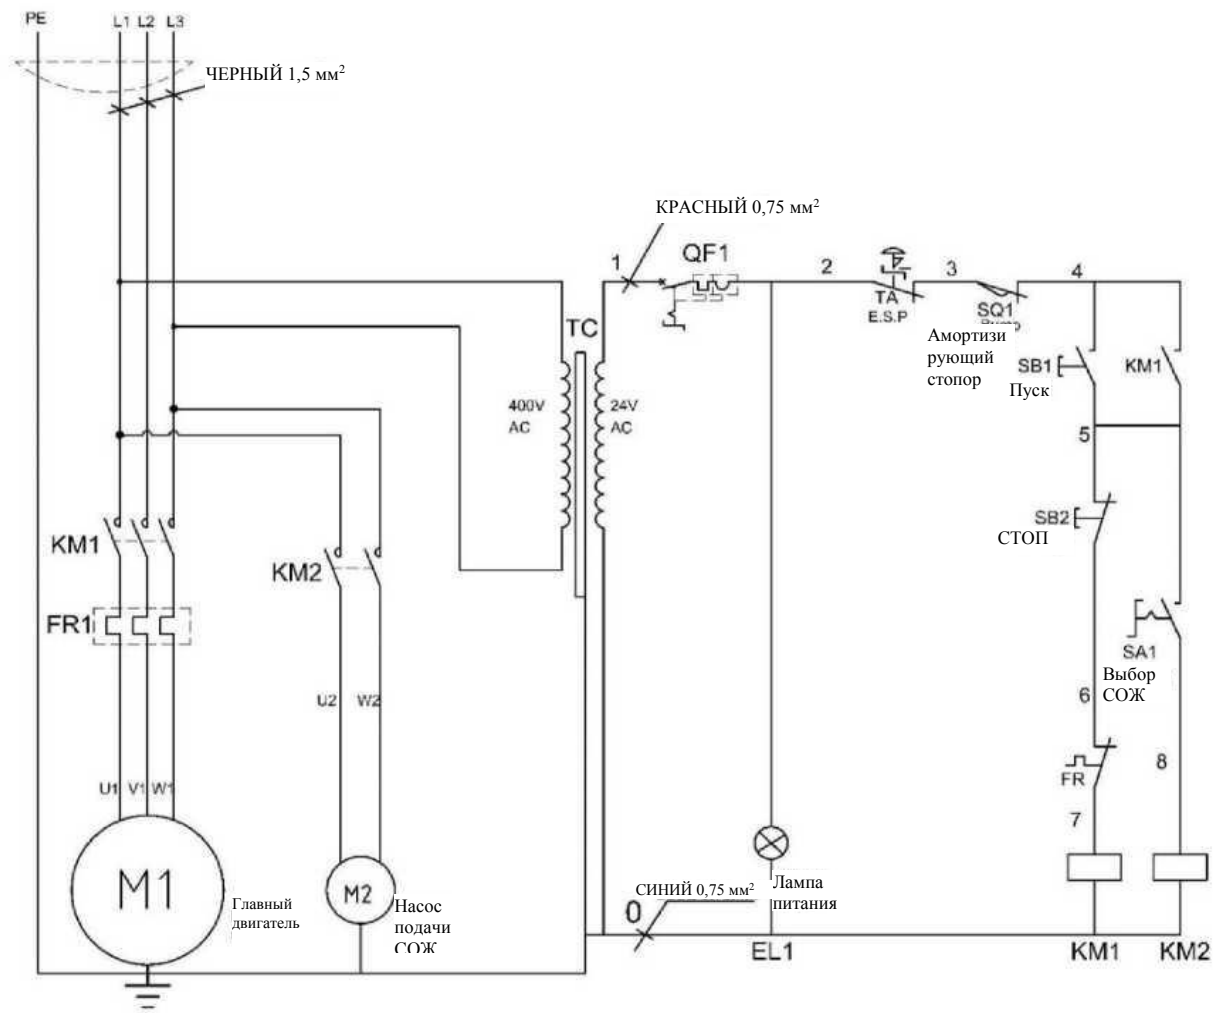 PE
L1 L2 L3
ЧЕРНЫЙ 1,5 мм²
КРАСНЫЙ 0,75 мм²
1
QF1
2
TA
E.S.P
3
SQ1
Амортизи
рующий
стопор
4
TC
400V
AC
24V
AC
SB1
Пуск
KM1
5
SB2
СТОП
KM1
KM2
FR1
SA1
Выбор
СОЖ
6
U2 W2
FR
8
7
U1 V1 W1
M1
Главный
двигатель
M2
Насос
подачи
СОЖ
СИНИЙ 0,75 мм²
0
Лампа
питания
EL1
KM1
KM2